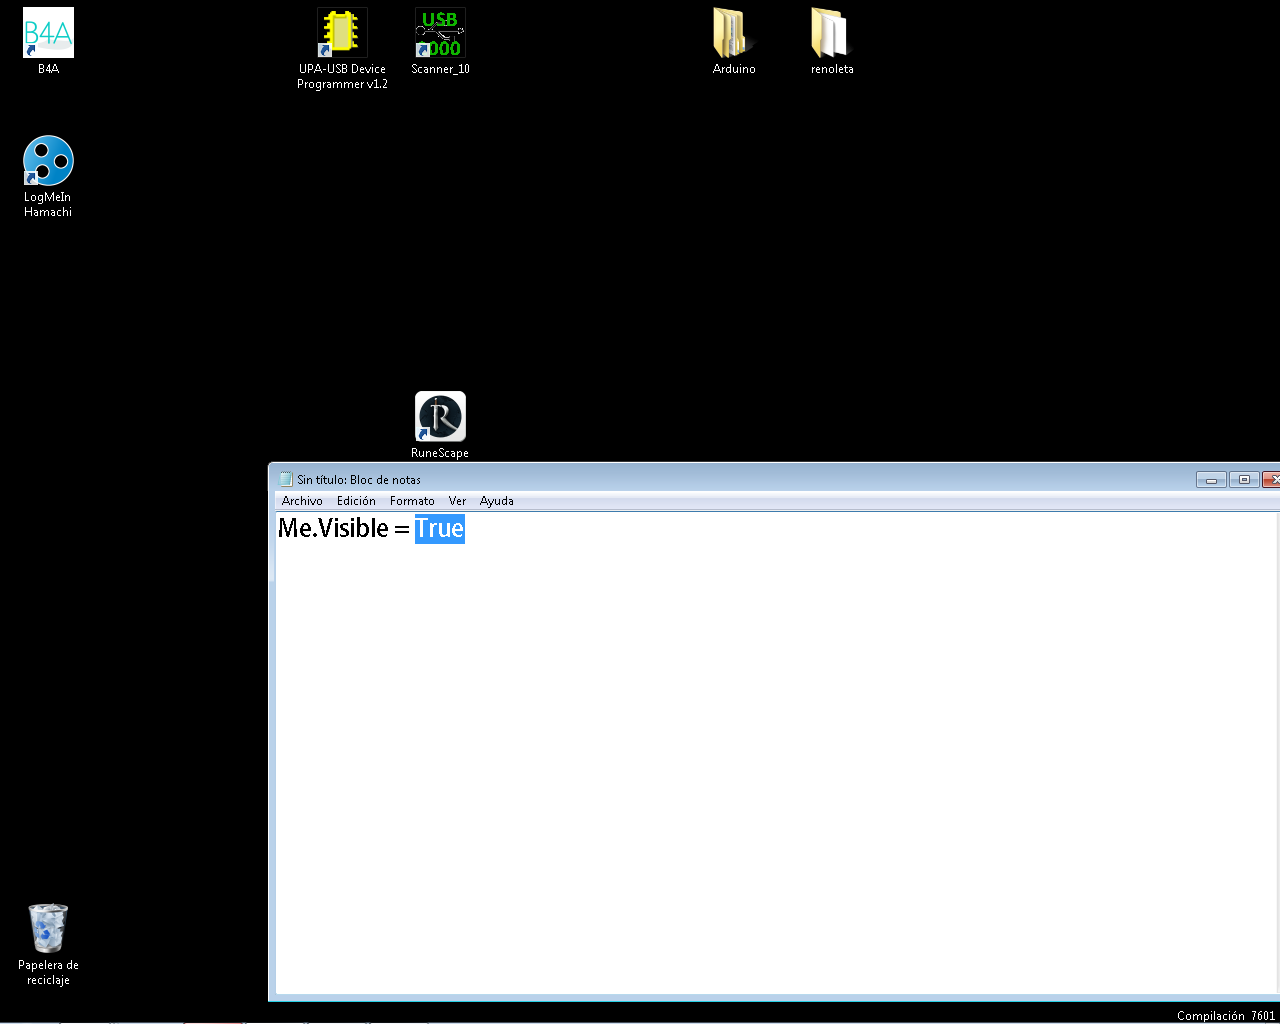 B4A
B4A
USB
1000
UPA-USB Device
Programmer v1.2
Scanner_10
Arduino
renoleta
LogMeIn
Hamachi
R
RuneScape
Sin título: Bloc de notas
Archivo Edición Formato Ver Ayuda
Me.Visible = True
Papelera de
reciclaje
Compilación 7601